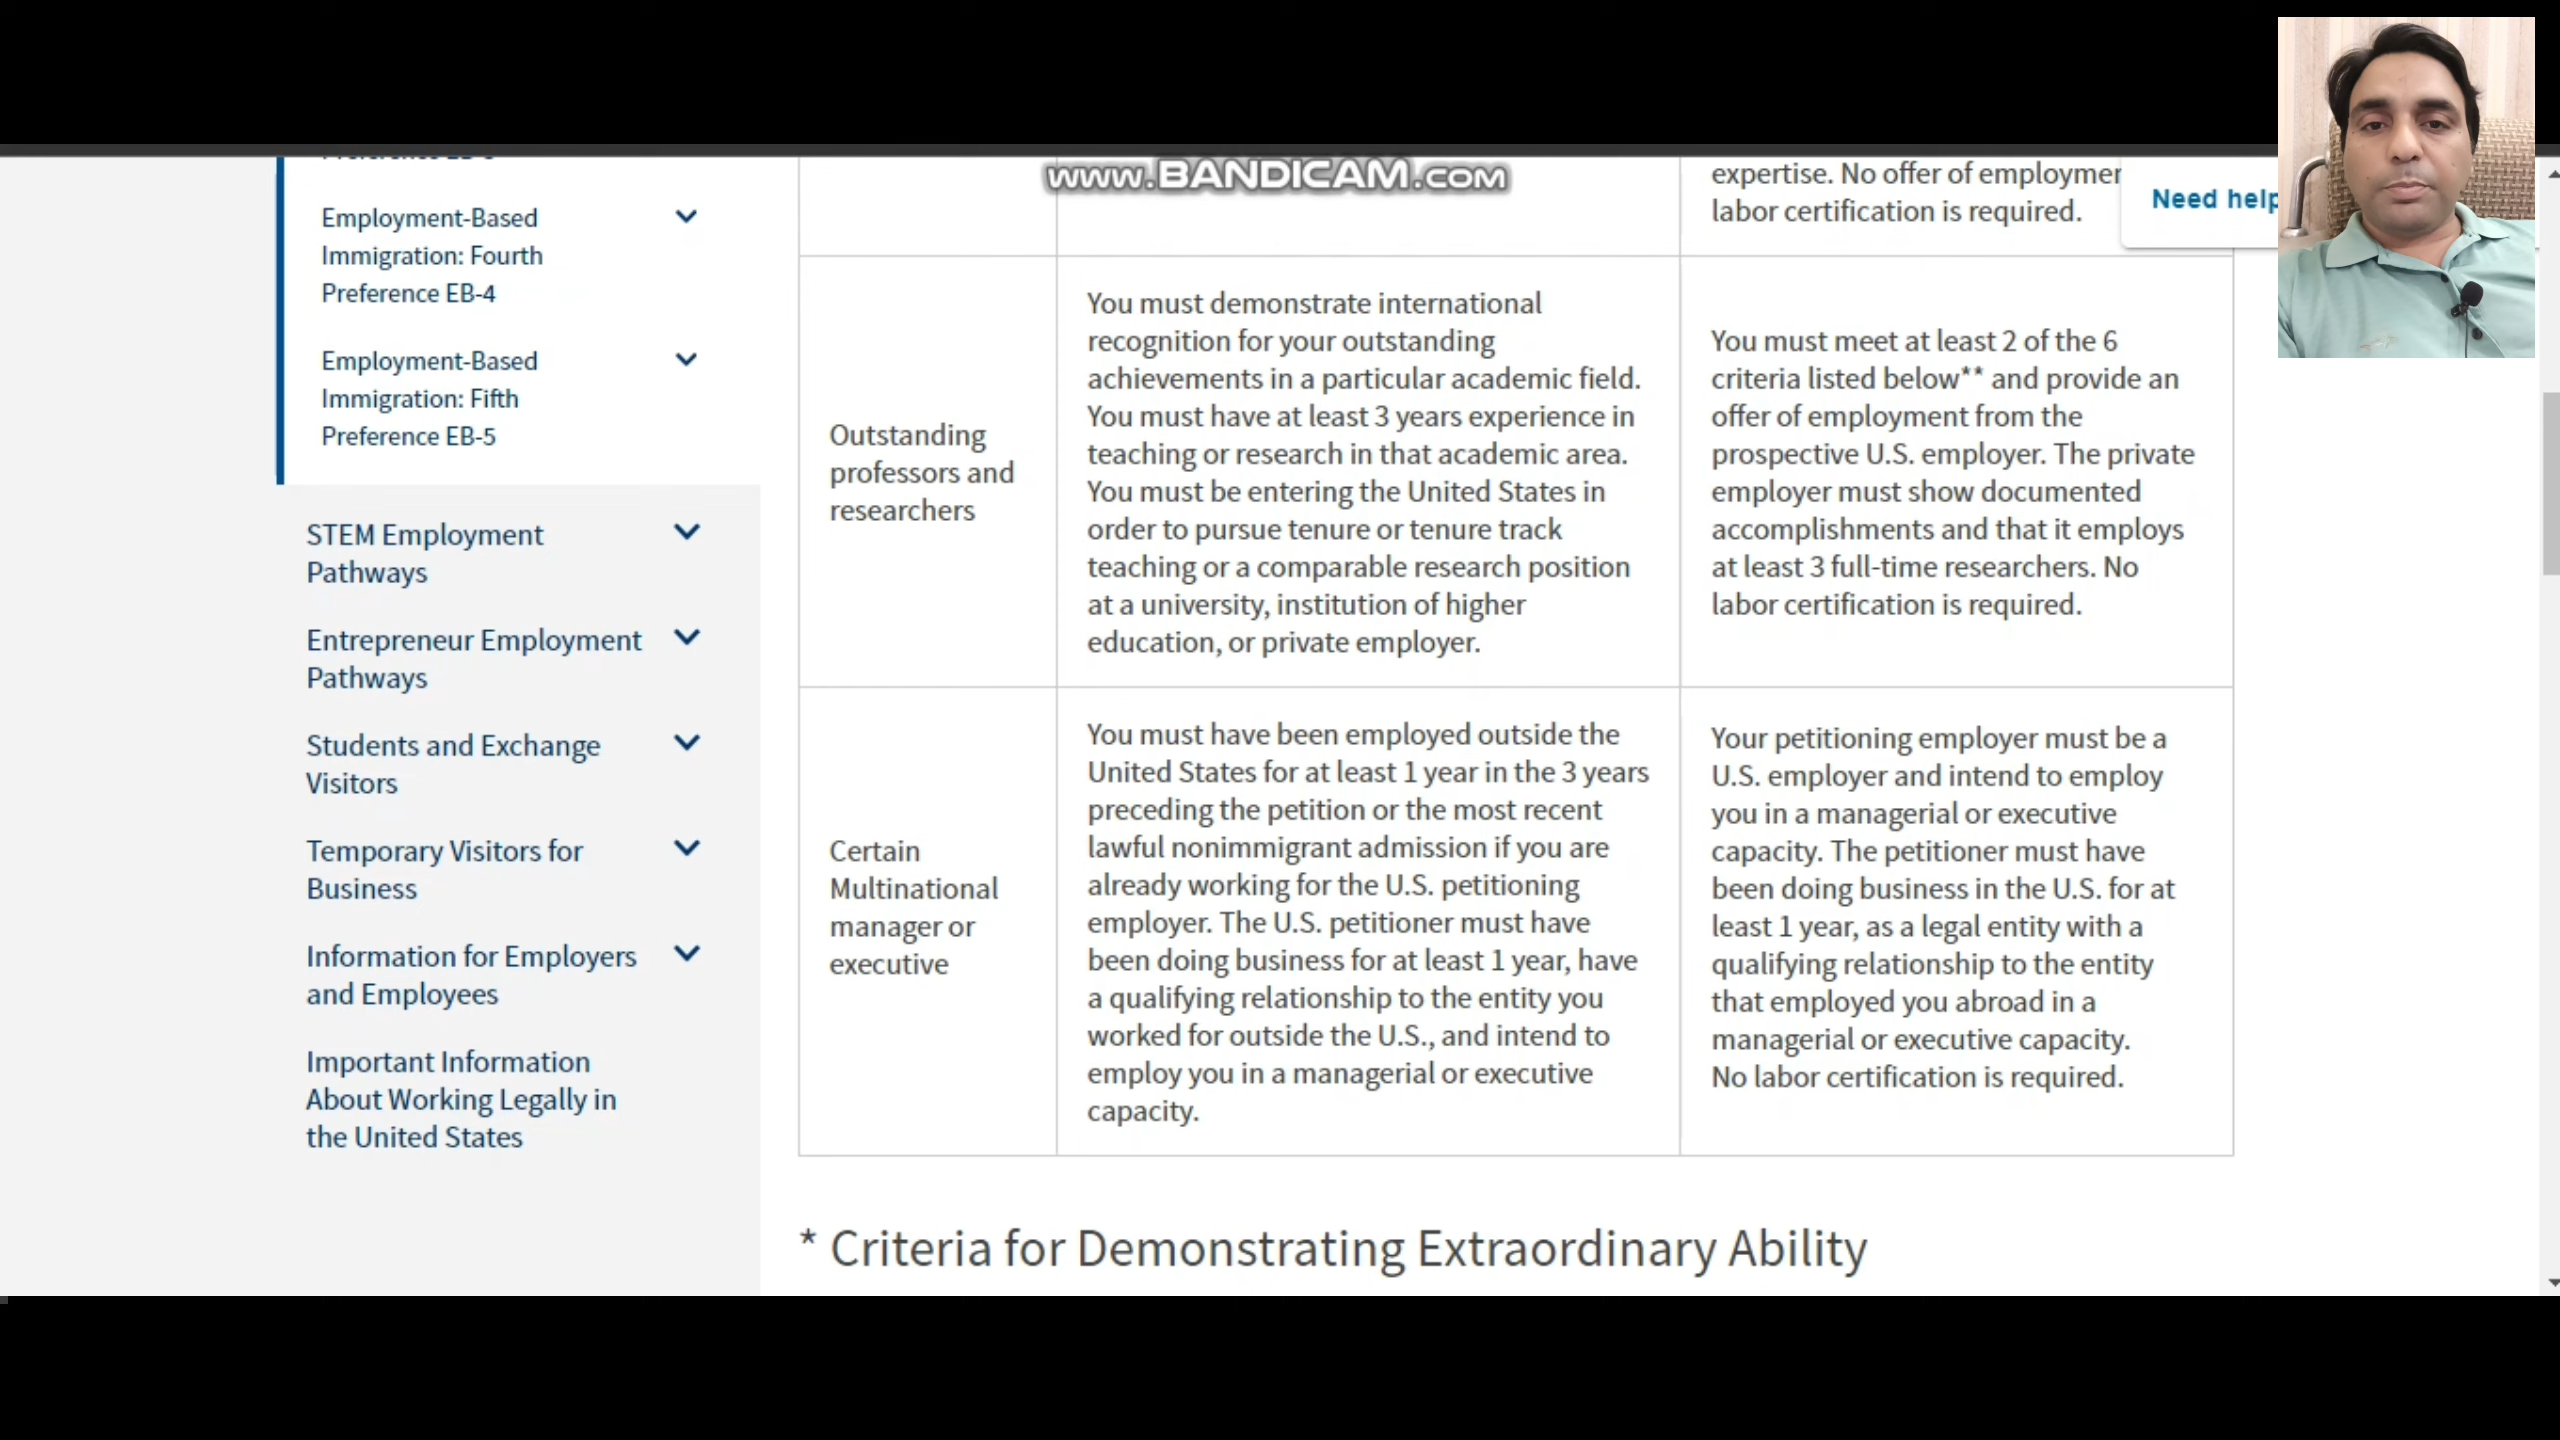 www.BANDICAM.com
Employment-Based
Immigration: Fourth
Preference EB-4
Employment-Based
Immigration: Fifth
Preference EB-5
STEM Employment
Pathways
Entrepreneur Employment
Pathways
Students and Exchange
Visitors
Temporary Visitors for
Business
Information for Employers
and Employees
Important Information
About Working Legally in
the United States
expertise. No offer of
labor certification is required.
Need help
Outstanding
professors and
researchers
You must demonstrate international
recognition for your outstanding
achievements in a particular academic field.
You must have at least 3 years experience in
teaching or research in that academic area.
You must be entering the United States in
order to pursue tenure or tenure track
teaching or a comparable research position
at a university, institution of higher
education, or private employer.
You must meet at least 2 of the 6
criteria listed below** and provide an
offer of employment from the
prospective U.S. employer. The private
employer must show documented
accomplishments and that it employs
at least 3 full-time researchers. No
labor certification is required.
Certain
Multinational
manager or
executive
You must have been employed outside the
United States for at least 1 year in the 3 years
preceding the petition or the most recent
lawful nonimmigrant admission if you are
already working for the U.S. petitioning
employer. The U.S. petitioner must have
been doing business for at least 1 year, have
a qualifying relationship to the entity you
worked for outside the U.S., and intend to
employ you in a managerial or executive
capacity.
Your petitioning employer must be a
U.S. employer and intend to employ
you in a managerial or executive
capacity. The petitioner must have
been doing business in the U.S. for at
least 1 year, as a legal entity with a
qualifying relationship to the entity
that employed you abroad in a
managerial or executive capacity.
No labor certification is required.
* Criteria for Demonstrating Extraordinary Ability